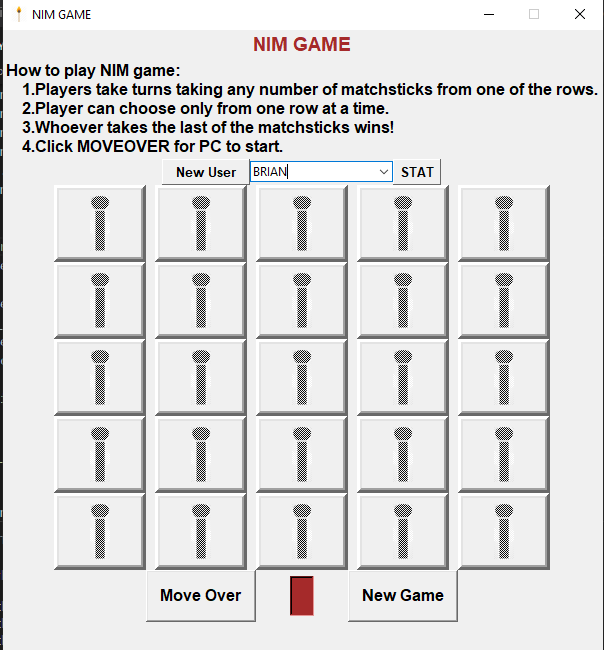 NIM GAME
NIM GAME
How to play NIM game:
1.Players take turns taking any number of matchsticks from one of the rows.
2.Player can choose only from one row at a time.
3.Whoever takes the last of the matchsticks wins!
4.Click MOVEOVER for PC to start.
New User BRIAN STAT
Move Over New Game